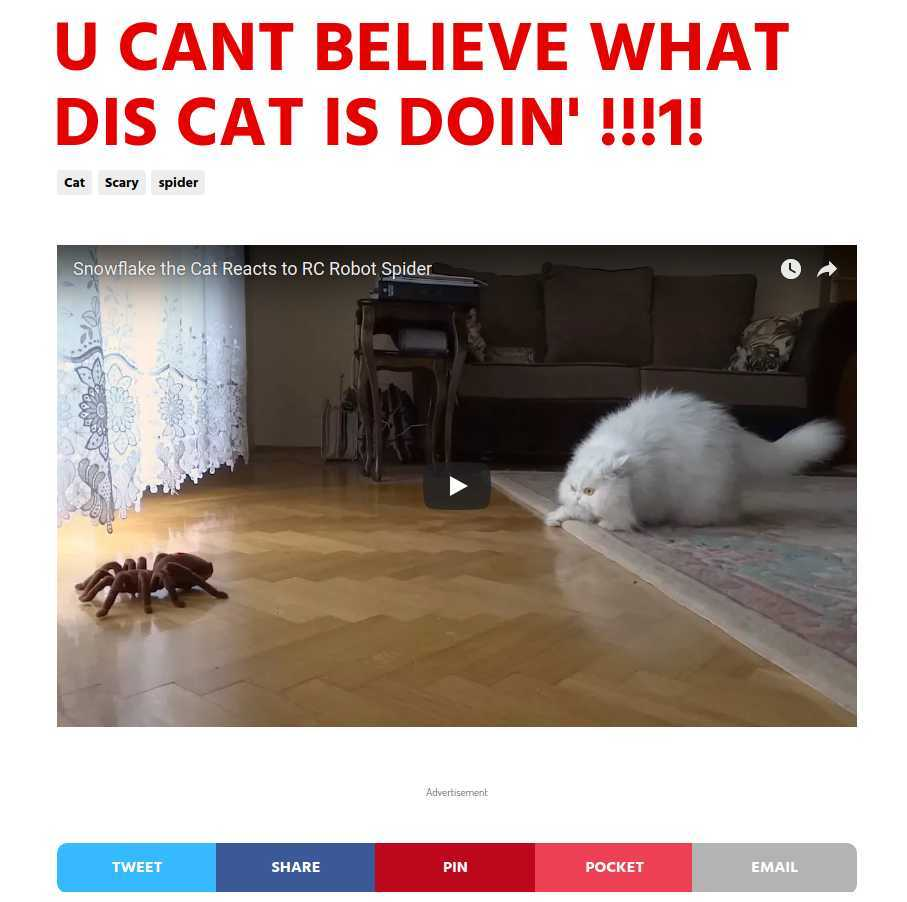 U CANT BELIEVE WHAT
DIS CAT IS DOIN' !!!1!
Cat Scary spider
Snowflake the Cat Reacts to RC Robot Spider
Advertisement
TWEET SHARE PIN POCKET EMAIL